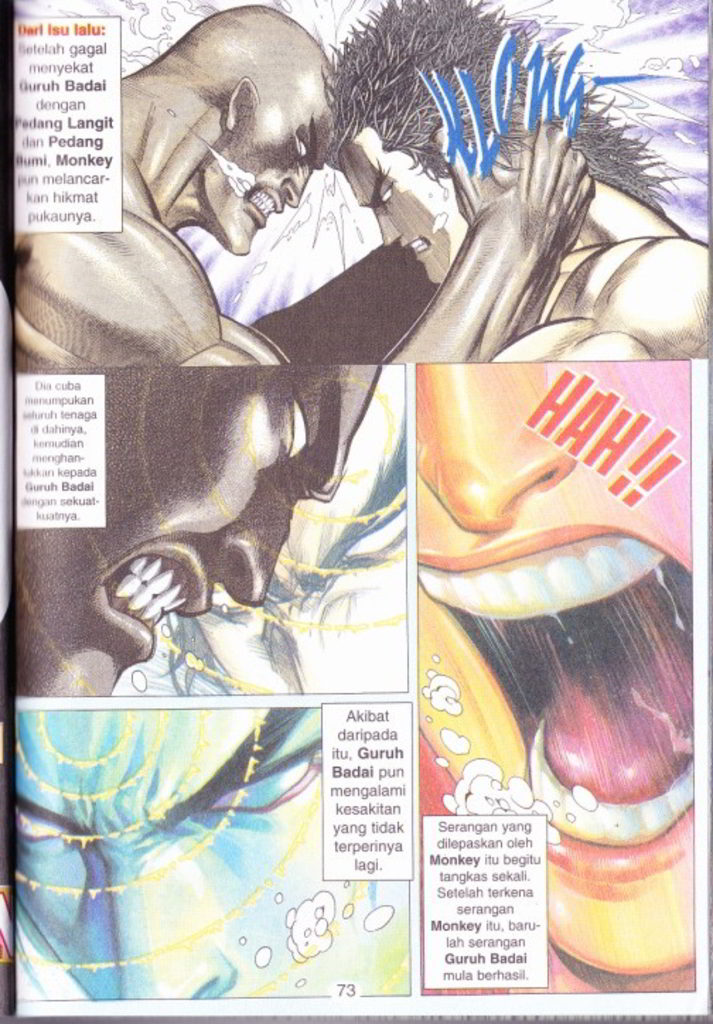 Dari isu lalu:
Setelah gagal
menyekat
Guruh Badai
dengan
Pedang Langit
dan Pedang
Bumi, Monkey
pun melancar-
kan hikmat
pukaunya.
KLONG
Dia cuba
menumpukan
seluruh tenaga
di dahinya,
kemudian
menghan-
tukkan kepada
Guruh Badai
dengan sekuat-
kuatnya.
HAH!!
Akibat
daripada
itu, Guruh
Badai pun
mengalami
kesakitan
yang tidak
terperinya
lagi.
Serangan yang
dilepaskan oleh
Monkey itu begitu
tangkas sekali.
Setelah terkena
serangan
Monkey itu, baru-
lah serangan
Guruh Badai
mula berhasil.
73